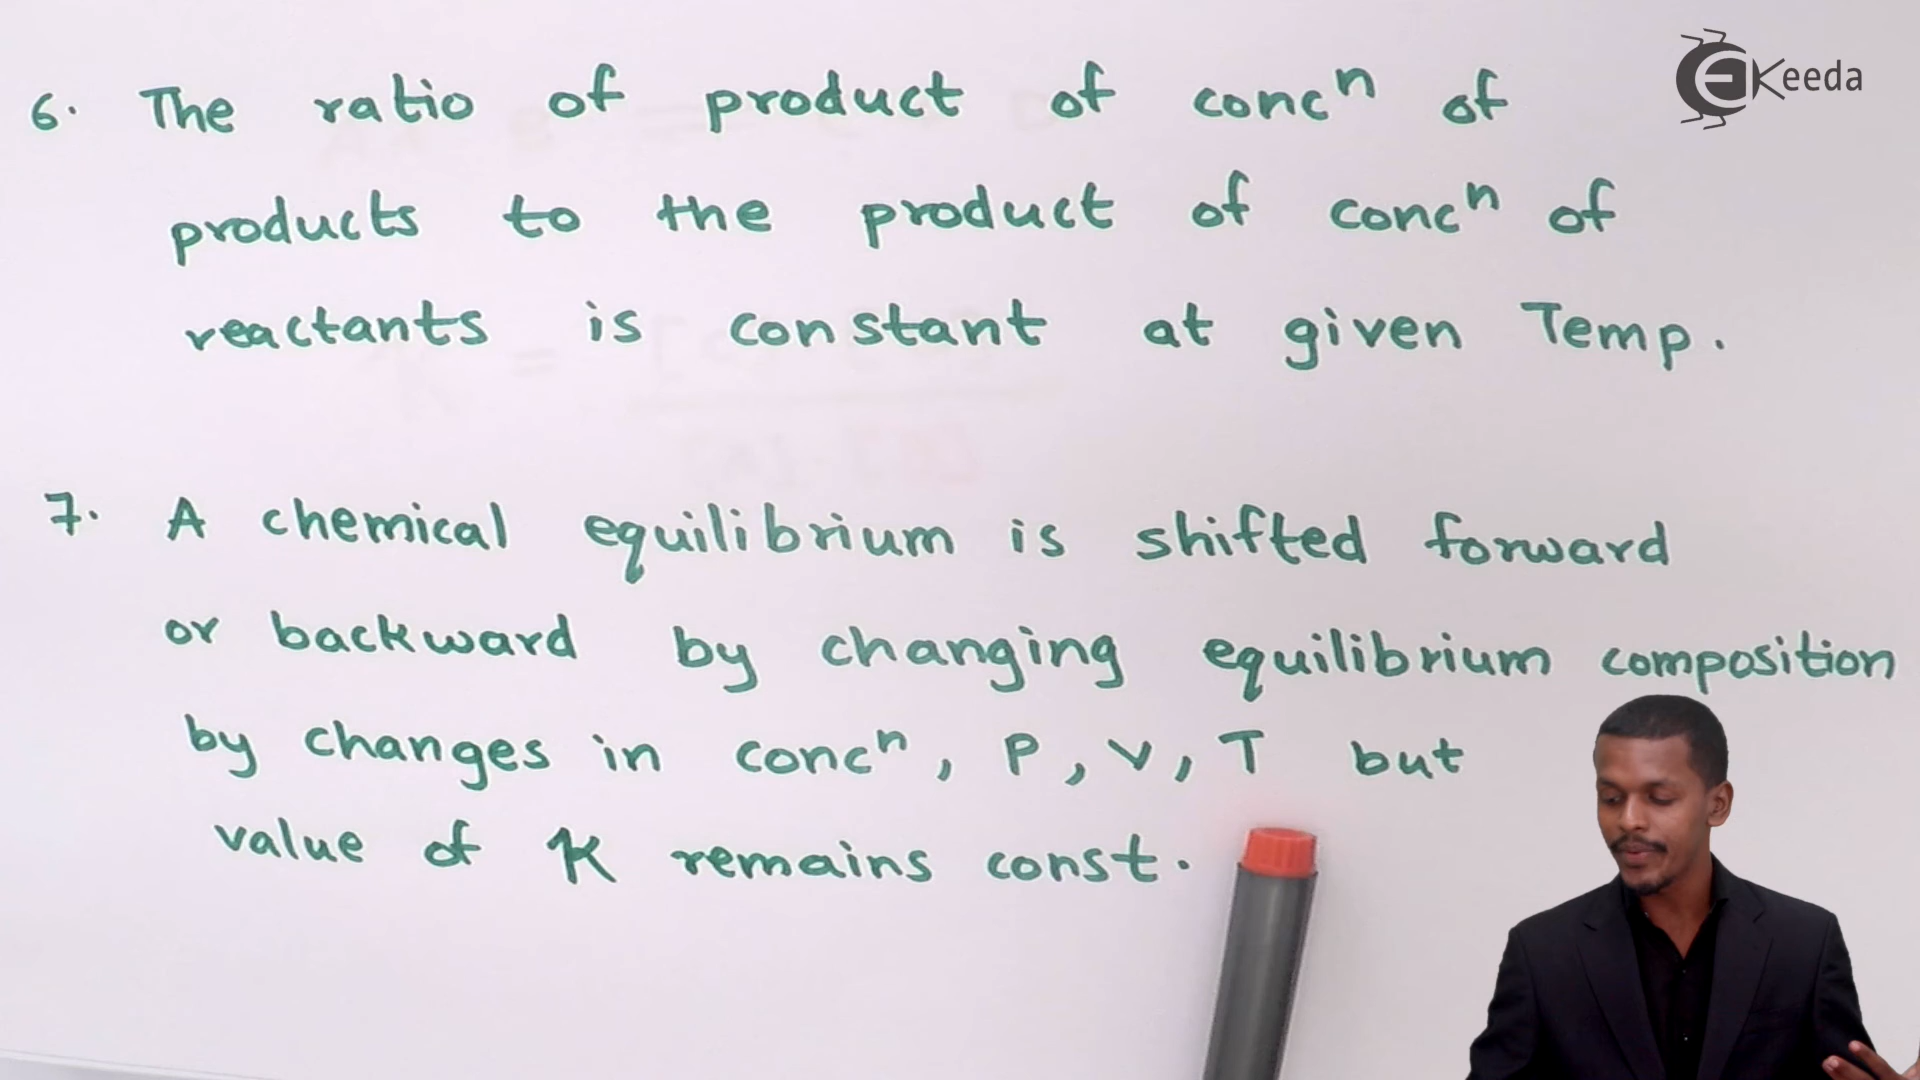 Keeda
6. The ratio of product of concⁿ of
products to the product of concⁿ of
reactants is constant at given Temp.
7. A chemical equilibrium is shifted forward
or backward by changing equilibrium composition
by changes in concⁿ, P, V, T but
value of K remains const.